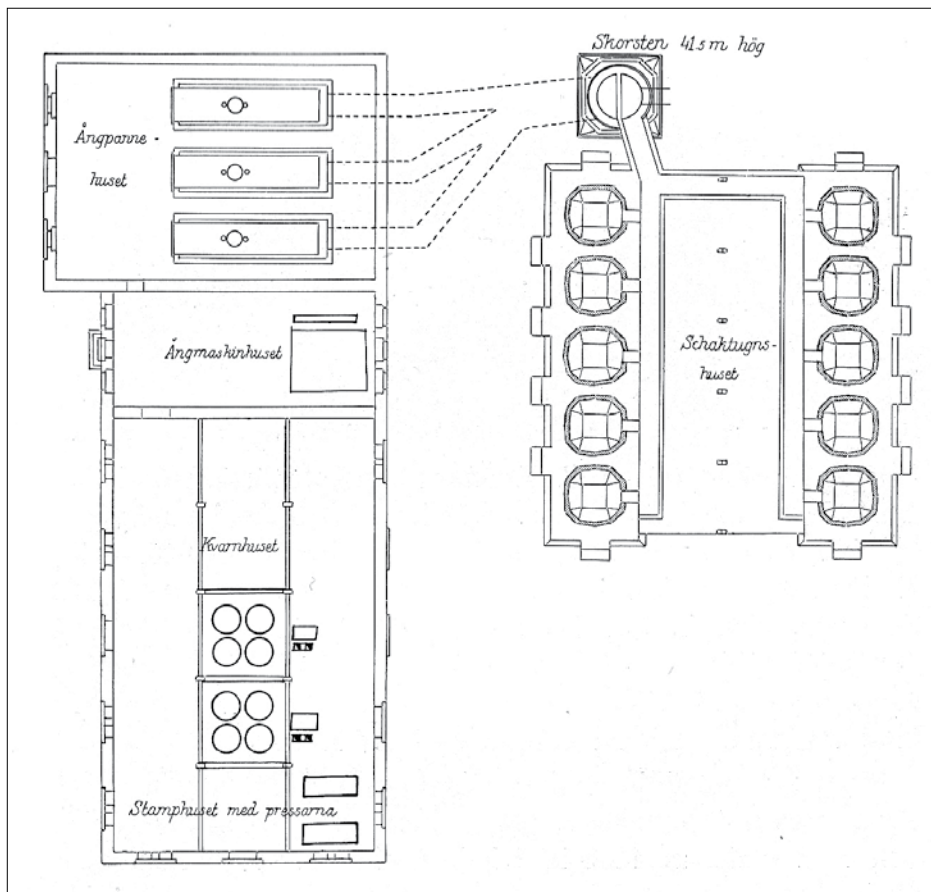 Skorsten 41.5 m hög
Ångpanne-
huset
Ångmaskinhuset
Schaktugns-
huset
Kvarnhuset
Stamphuset med pressarna